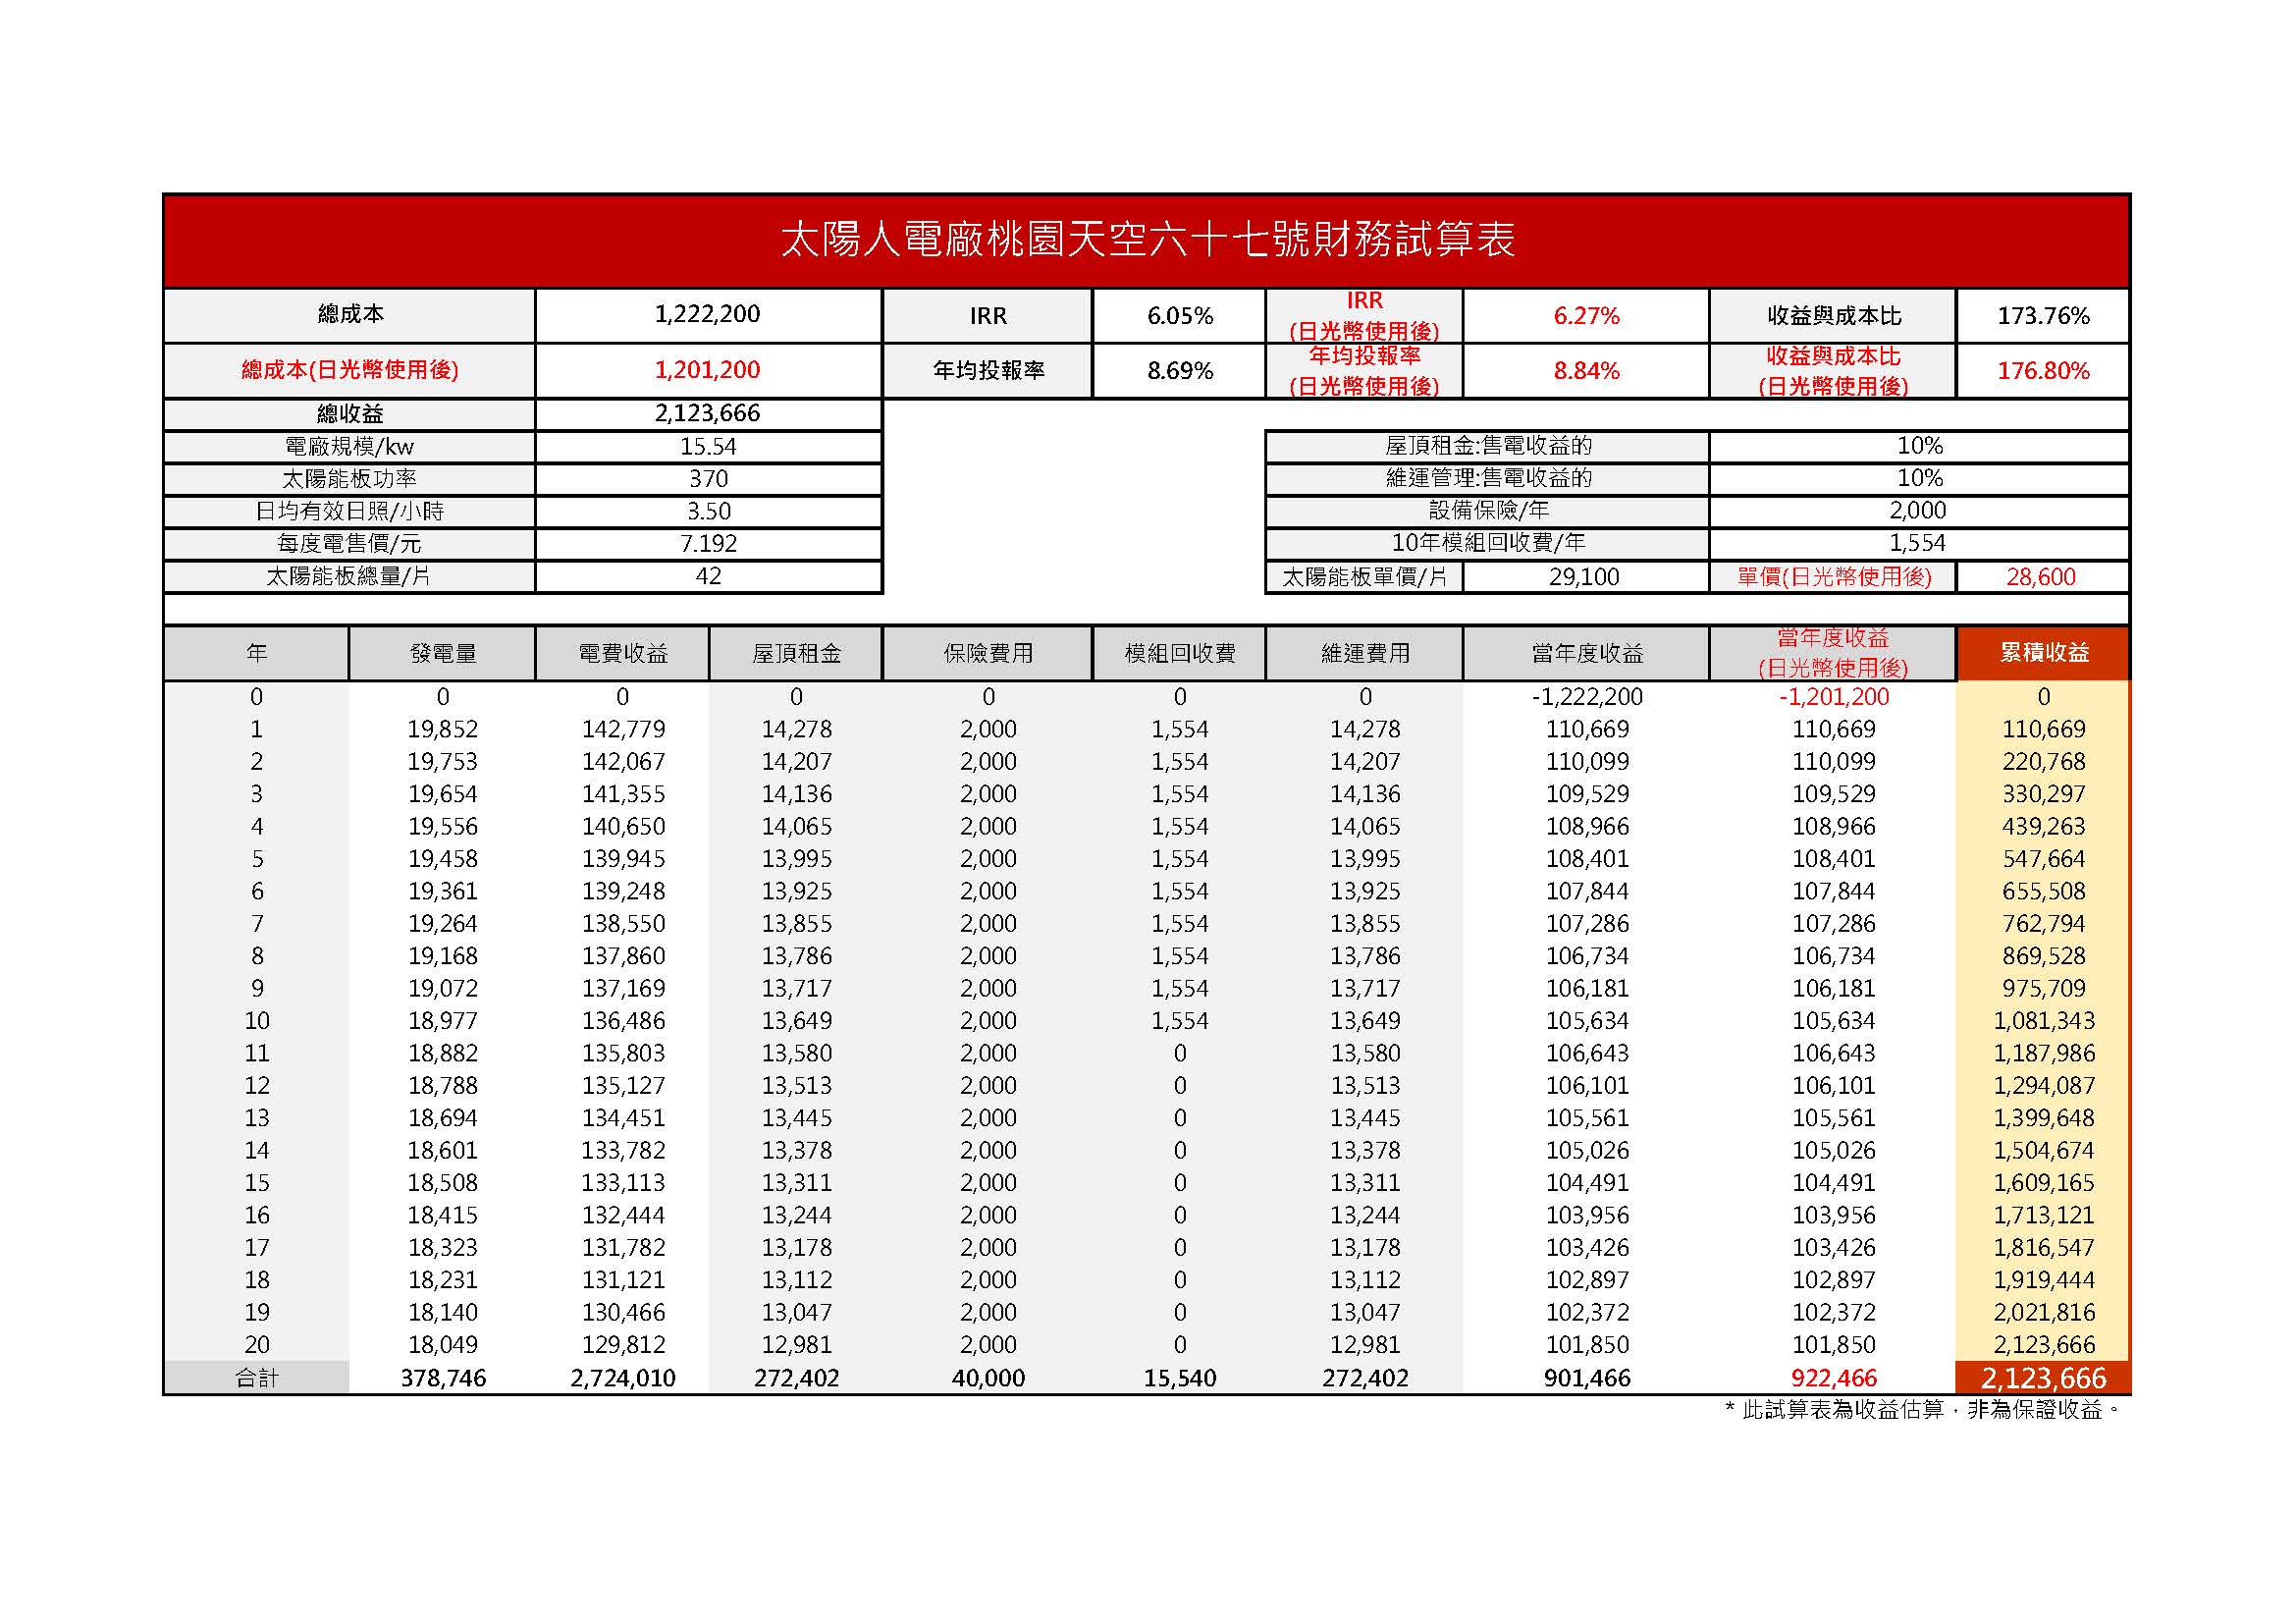 太陽人電廠桃園天空六十七號財務試算表
總成本 1,222,200 IRR 6.05% IRR (日光幣使用後) 6.27% 收益與成本比 173.76%
總成本(日光幣使用後) 1,201,200 年均投報率 8.69% 年均投報率 (日光幣使用後) 8.84% 收益與成本比 (日光幣使用後) 176.80%
總收益 2,123,666
電廠規模/kw 15.54 屋頂租金:售電收益的 10%
太陽能板功率 370 維運管理:售電收益的 10%
日均有效日照/小時 3.50 設備保險/年 2,000
每度電售價/元 7.192 10年模組回收費/年 1,554
太陽能板總量/片 42 太陽能板單價/片 29,100 單價(日光幣使用後) 28,600
年 發電量 電費收益 屋頂租金 保險費用 模組回收費 維運費用 當年度收益 當年度收益 (日光幣使用後) 累積收益
0 0 0 0 0 0 0 -1,222,200 -1,201,200 0
1 19,852 142,779 14,278 2,000 1,554 14,278 110,669 110,669 110,669
2 19,753 142,067 14,207 2,000 1,554 14,207 110,099 110,099 220,768
3 19,654 141,355 14,136 2,000 1,554 14,136 109,529 109,529 330,297
4 19,556 140,650 14,065 2,000 1,554 14,065 108,966 108,966 439,263
5 19,458 139,945 13,995 2,000 1,554 13,995 108,401 108,401 547,664
6 19,361 139,248 13,925 2,000 1,554 13,925 107,844 107,844 655,508
7 19,264 138,550 13,855 2,000 1,554 13,855 107,286 107,286 762,794
8 19,168 137,860 13,786 2,000 1,554 13,786 106,734 106,734 869,528
9 19,072 137,169 13,717 2,000 1,554 13,717 106,181 106,181 975,709
10 18,977 136,486 13,649 2,000 1,554 13,649 105,634 105,634 1,081,343
11 18,882 135,803 13,580 2,000 0 13,580 106,643 106,643 1,187,986
12 18,788 135,127 13,513 2,000 0 13,513 106,101 106,101 1,294,087
13 18,694 134,451 13,445 2,000 0 13,445 105,561 105,561 1,399,648
14 18,601 133,782 13,378 2,000 0 13,378 105,026 105,026 1,504,674
15 18,508 133,113 13,311 2,000 0 13,311 104,491 104,491 1,609,165
16 18,415 132,444 13,244 2,000 0 13,244 103,956 103,956 1,713,121
17 18,323 131,782 13,178 2,000 0 13,178 103,426 103,426 1,816,547
18 18,231 131,121 13,112 2,000 0 13,112 102,897 102,897 1,919,444
19 18,140 130,466 13,047 2,000 0 13,047 102,372 102,372 2,021,816
20 18,049 129,812 12,981 2,000 0 12,981 101,850 101,850 2,123,666
合計 378,746 2,724,010 272,402 40,000 15,540 272,402 901,466 922,466 2,123,666
* 此試算表為收益估算，非為保證收益。